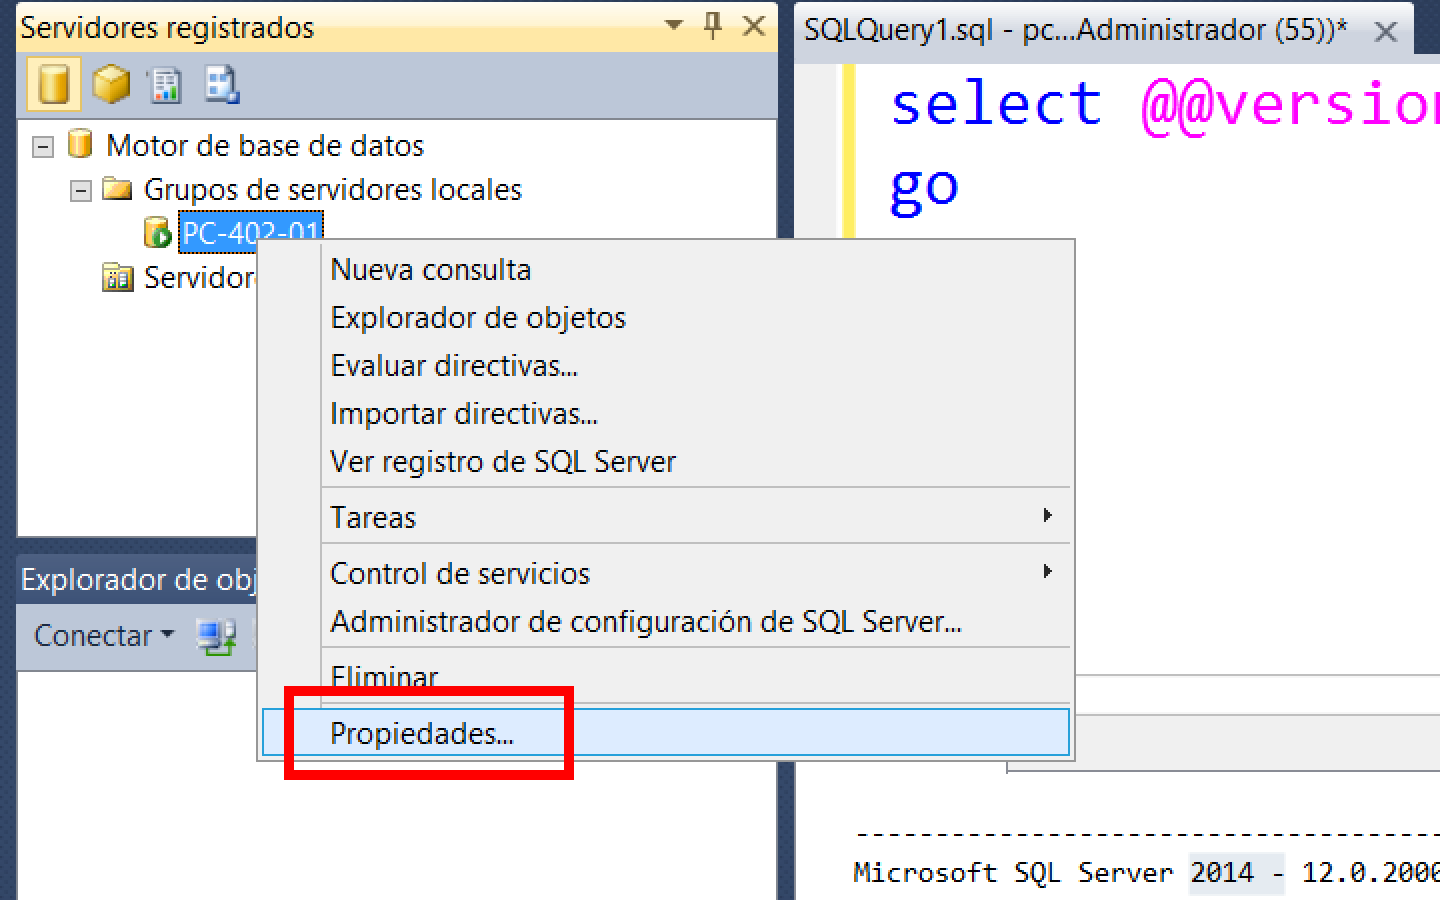 Servidores registrados
Motor de base de datos
Grupos de servidores locales
PC-402-01
Nueva consulta
Explorador de objetos
Evaluar directivas...
Importar directivas...
Ver registro de SQL Server
Tareas
Control de servicios
Administrador de configuración de SQL Server...
Eliminar
Propiedades...
Explorador de obj
Conectar
SQLQuery1.sql - pc...Administrador (55))*
select @@version
go
--------------------------------------
Microsoft SQL Server 2014 - 12.0.2000